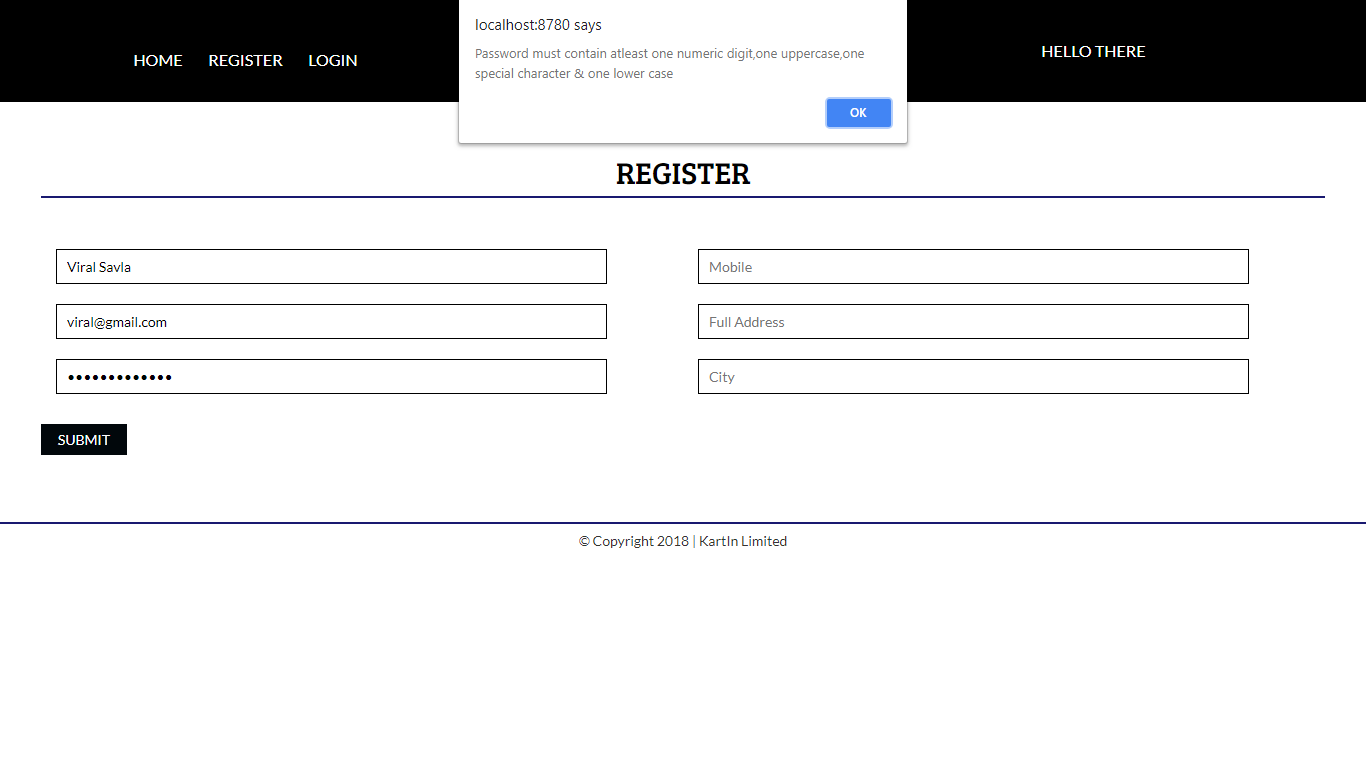 localhost:8780 says
Password must contain atleast one numeric digit,one uppercase,one
special character & one lower case
OK
HOME REGISTER LOGIN
HELLO THERE
REGISTER
Viral Savla
Mobile
viral@gmail.com
Full Address
•••••••••••••
City
SUBMIT
© Copyright 2018 | KartIn Limited